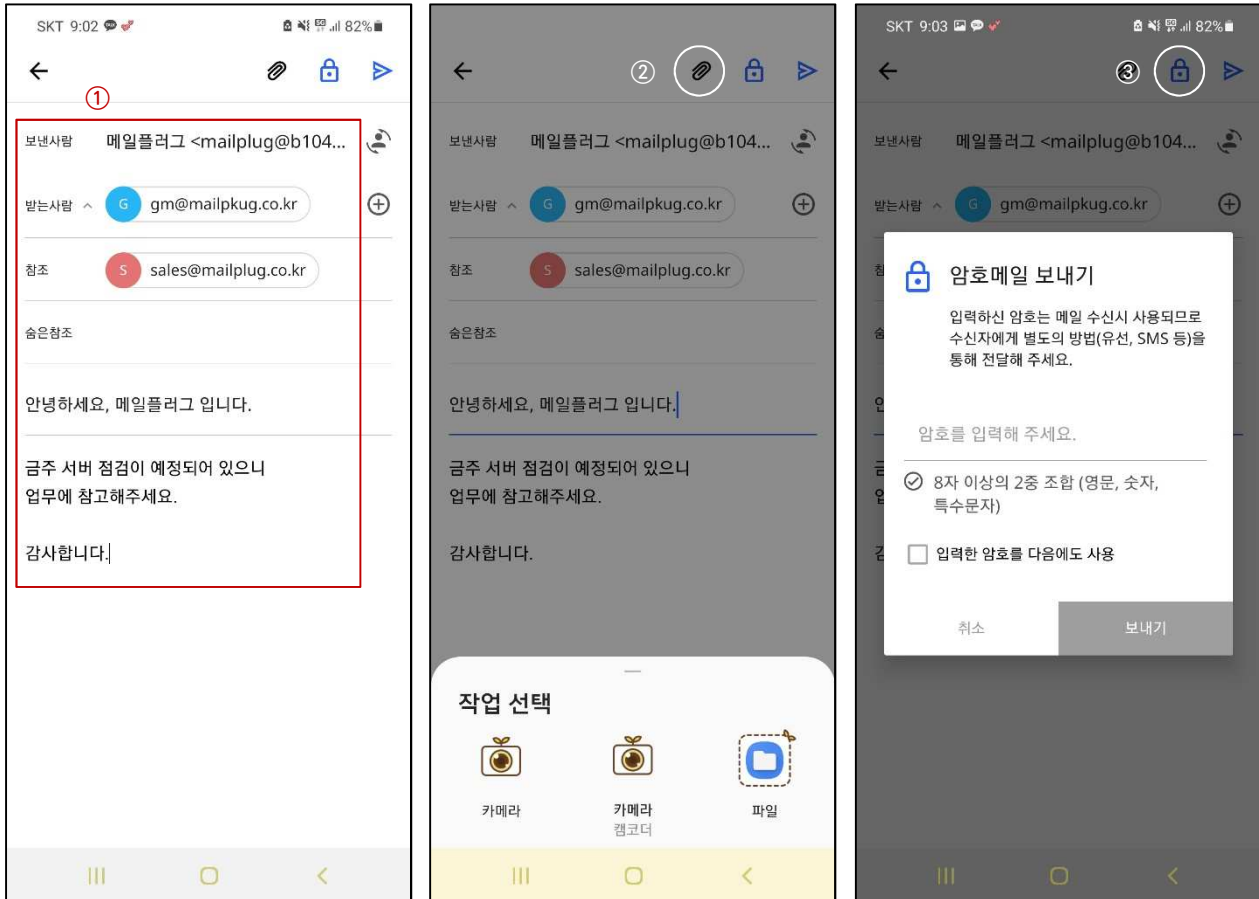 SKT 9:02
82%
①
보낸사람 메일플러그 <mailplug@b104...
받는사람 G gm@mailpkug.co.kr
참조 S sales@mailplug.co.kr
숨은참조
안녕하세요, 메일플러그 입니다.
금주 서버 점검이 예정되어 있으니
업무에 참고해주세요.
감사합니다.
②
보낸사람 메일플러그 <mailplug@b104...
받는사람 G gm@mailpkug.co.kr
참조 S sales@mailplug.co.kr
숨은참조
안녕하세요, 메일플러그 입니다.
금주 서버 점검이 예정되어 있으니
업무에 참고해주세요.
감사합니다.
작업 선택
카메라
카메라
캠코더
파일
SKT 9:03
82%
③
보낸사람 메일플러그 <mailplug@b104...
받는사람 G gm@mailpkug.co.kr
암호메일 보내기
입력하신 암호는 메일 수신시 사용되므로
수신자에게 별도의 방법(유선, SMS 등)을
통해 전달해 주세요.
암호를 입력해 주세요.
8자 이상의 2중 조합 (영문, 숫자,
특수문자)
입력한 암호를 다음에도 사용
취소
보내기